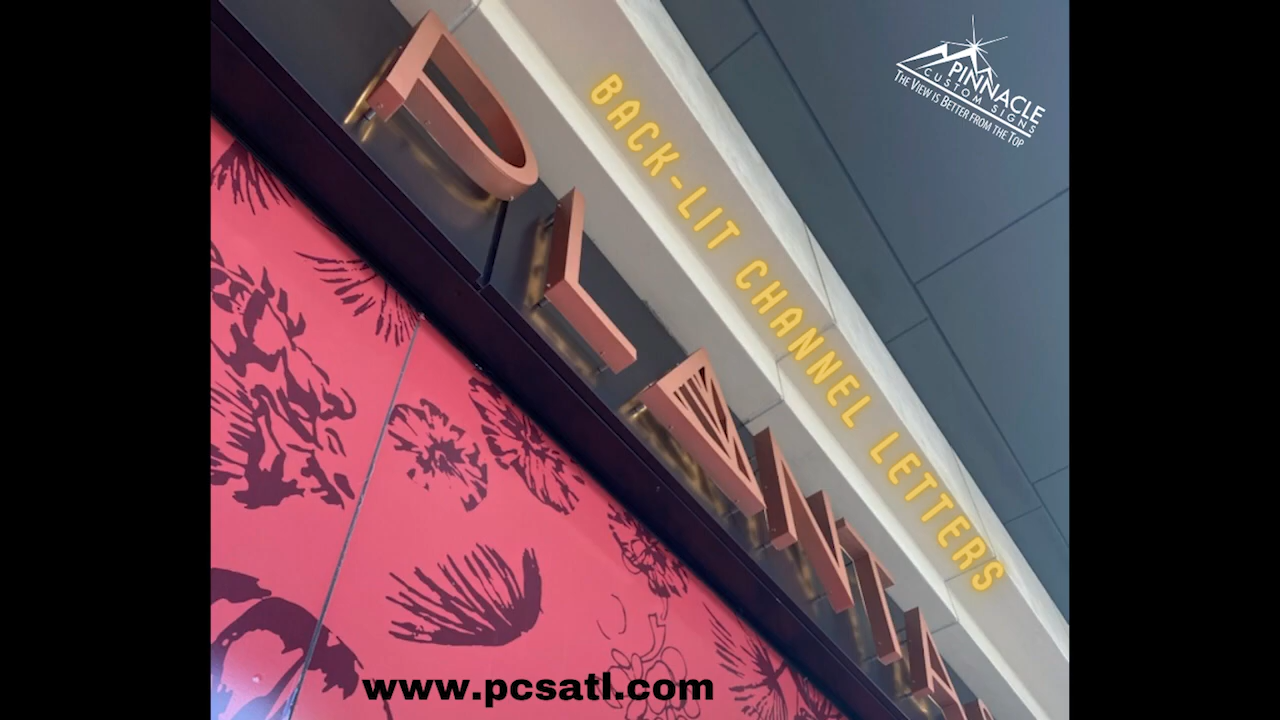 PINNACLE
CUSTOM SIGNS
THE VIEW IS BETTER FROM THE TOP
BACK-LIT CHANNEL LETTERS
www.pcsatl.com